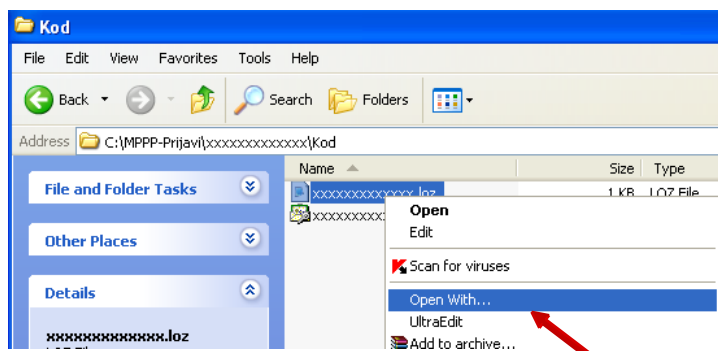 Kod
File Edit View Favorites Tools Help
Back Search Folders
Address C:\MPPP-Prijavi\xxxxxxxxxxxxx\Kod
Name Size Type
File and Folder Tasks
xxxxxxxxxxxxx.loz 1 KB LOZ File
Open
Edit
Other Places
Scan for viruses
Details
Open With...
UltraEdit
xxxxxxxxxxxxx.loz
Add to archive...